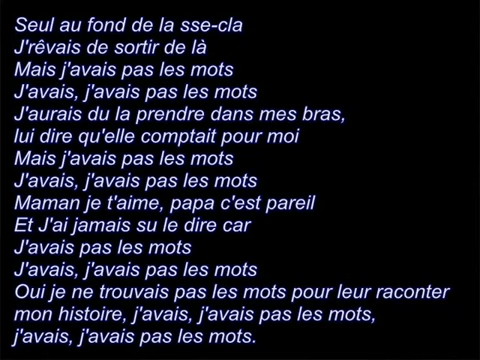 Seul au fond de la sse-cla
J'rêvais de sortir de là
Mais j'avais pas les mots
J'avais, j'avais pas les mots
J'aurais du la prendre dans mes bras,
lui dire qu'elle comptait pour moi
Mais j'avais pas les mots
J'avais, j'avais pas les mots
Maman je t'aime, papa c'est pareil
Et J'ai jamais su le dire car
J'avais pas les mots
J'avais, j'avais pas les mots
Oui je ne trouvais pas les mots pour leur raconter
mon histoire, j'avais, j'avais pas les mots,
j'avais, j'avais pas les mots.